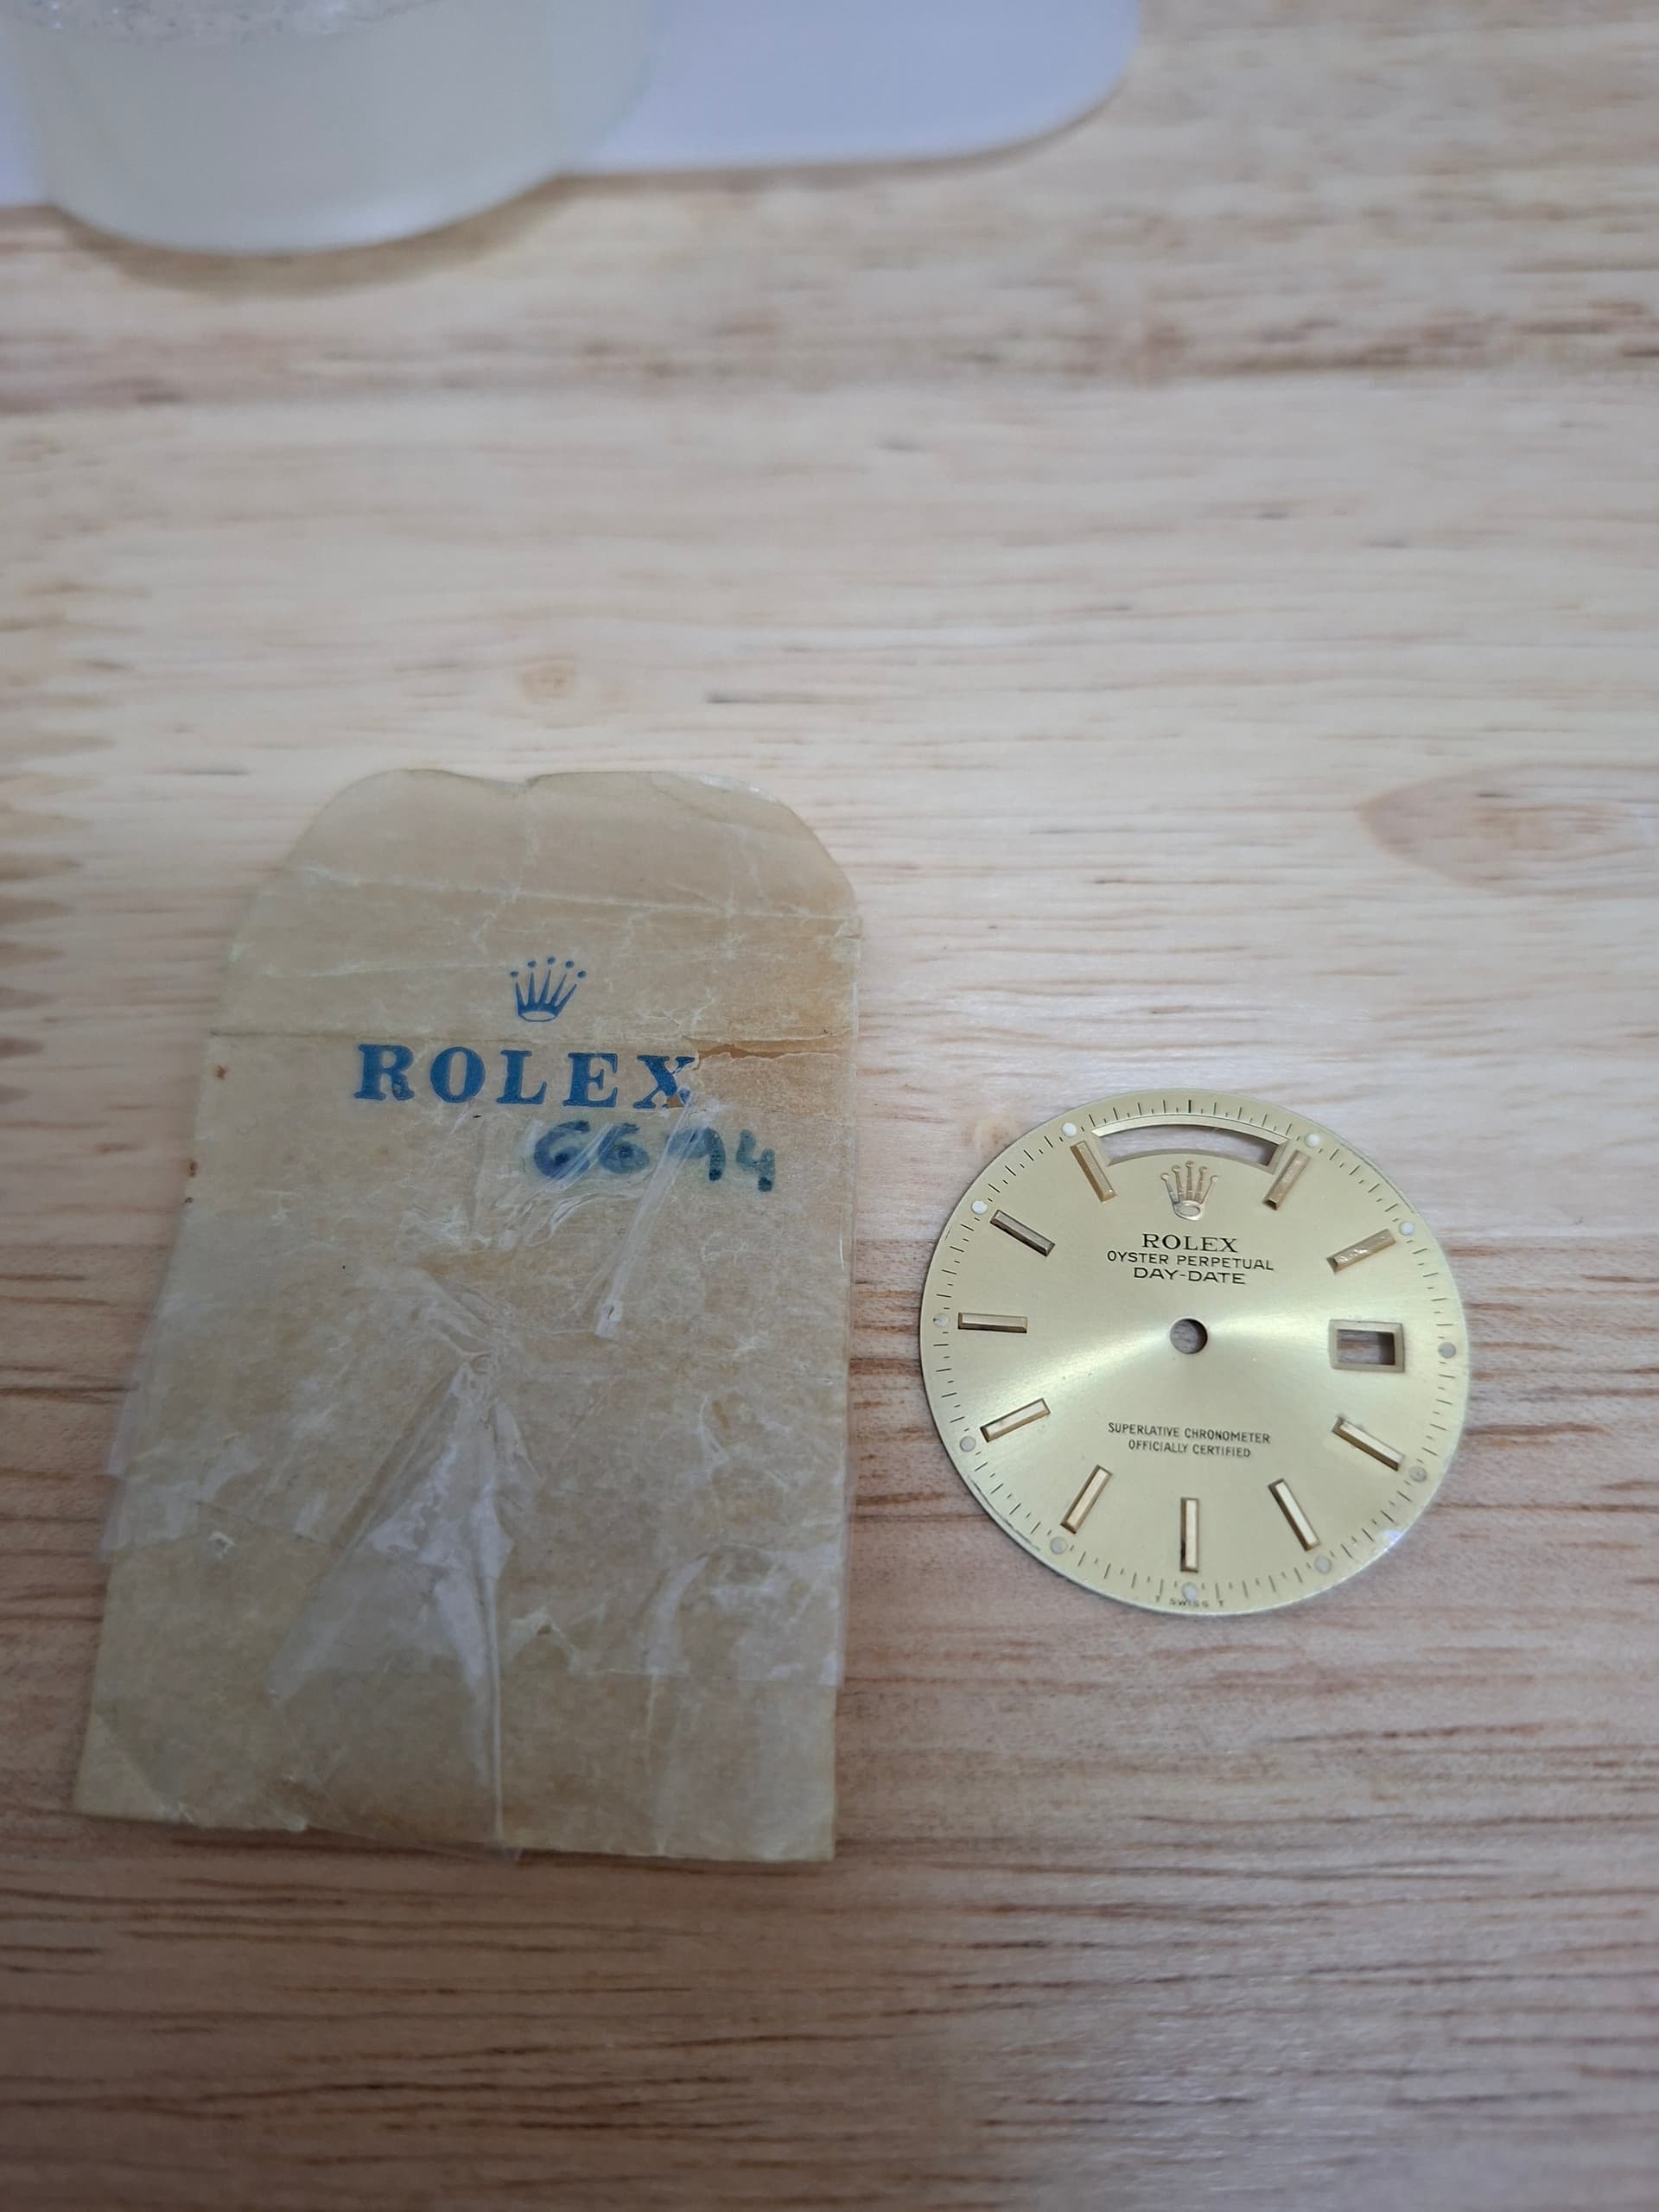 ROLEX
6694
ROLEX
OYSTER PERPETUAL
DAY-DATE
SUPERLATIVE CHRONOMETER
OFFICIALLY CERTIFIED
T SWISS T